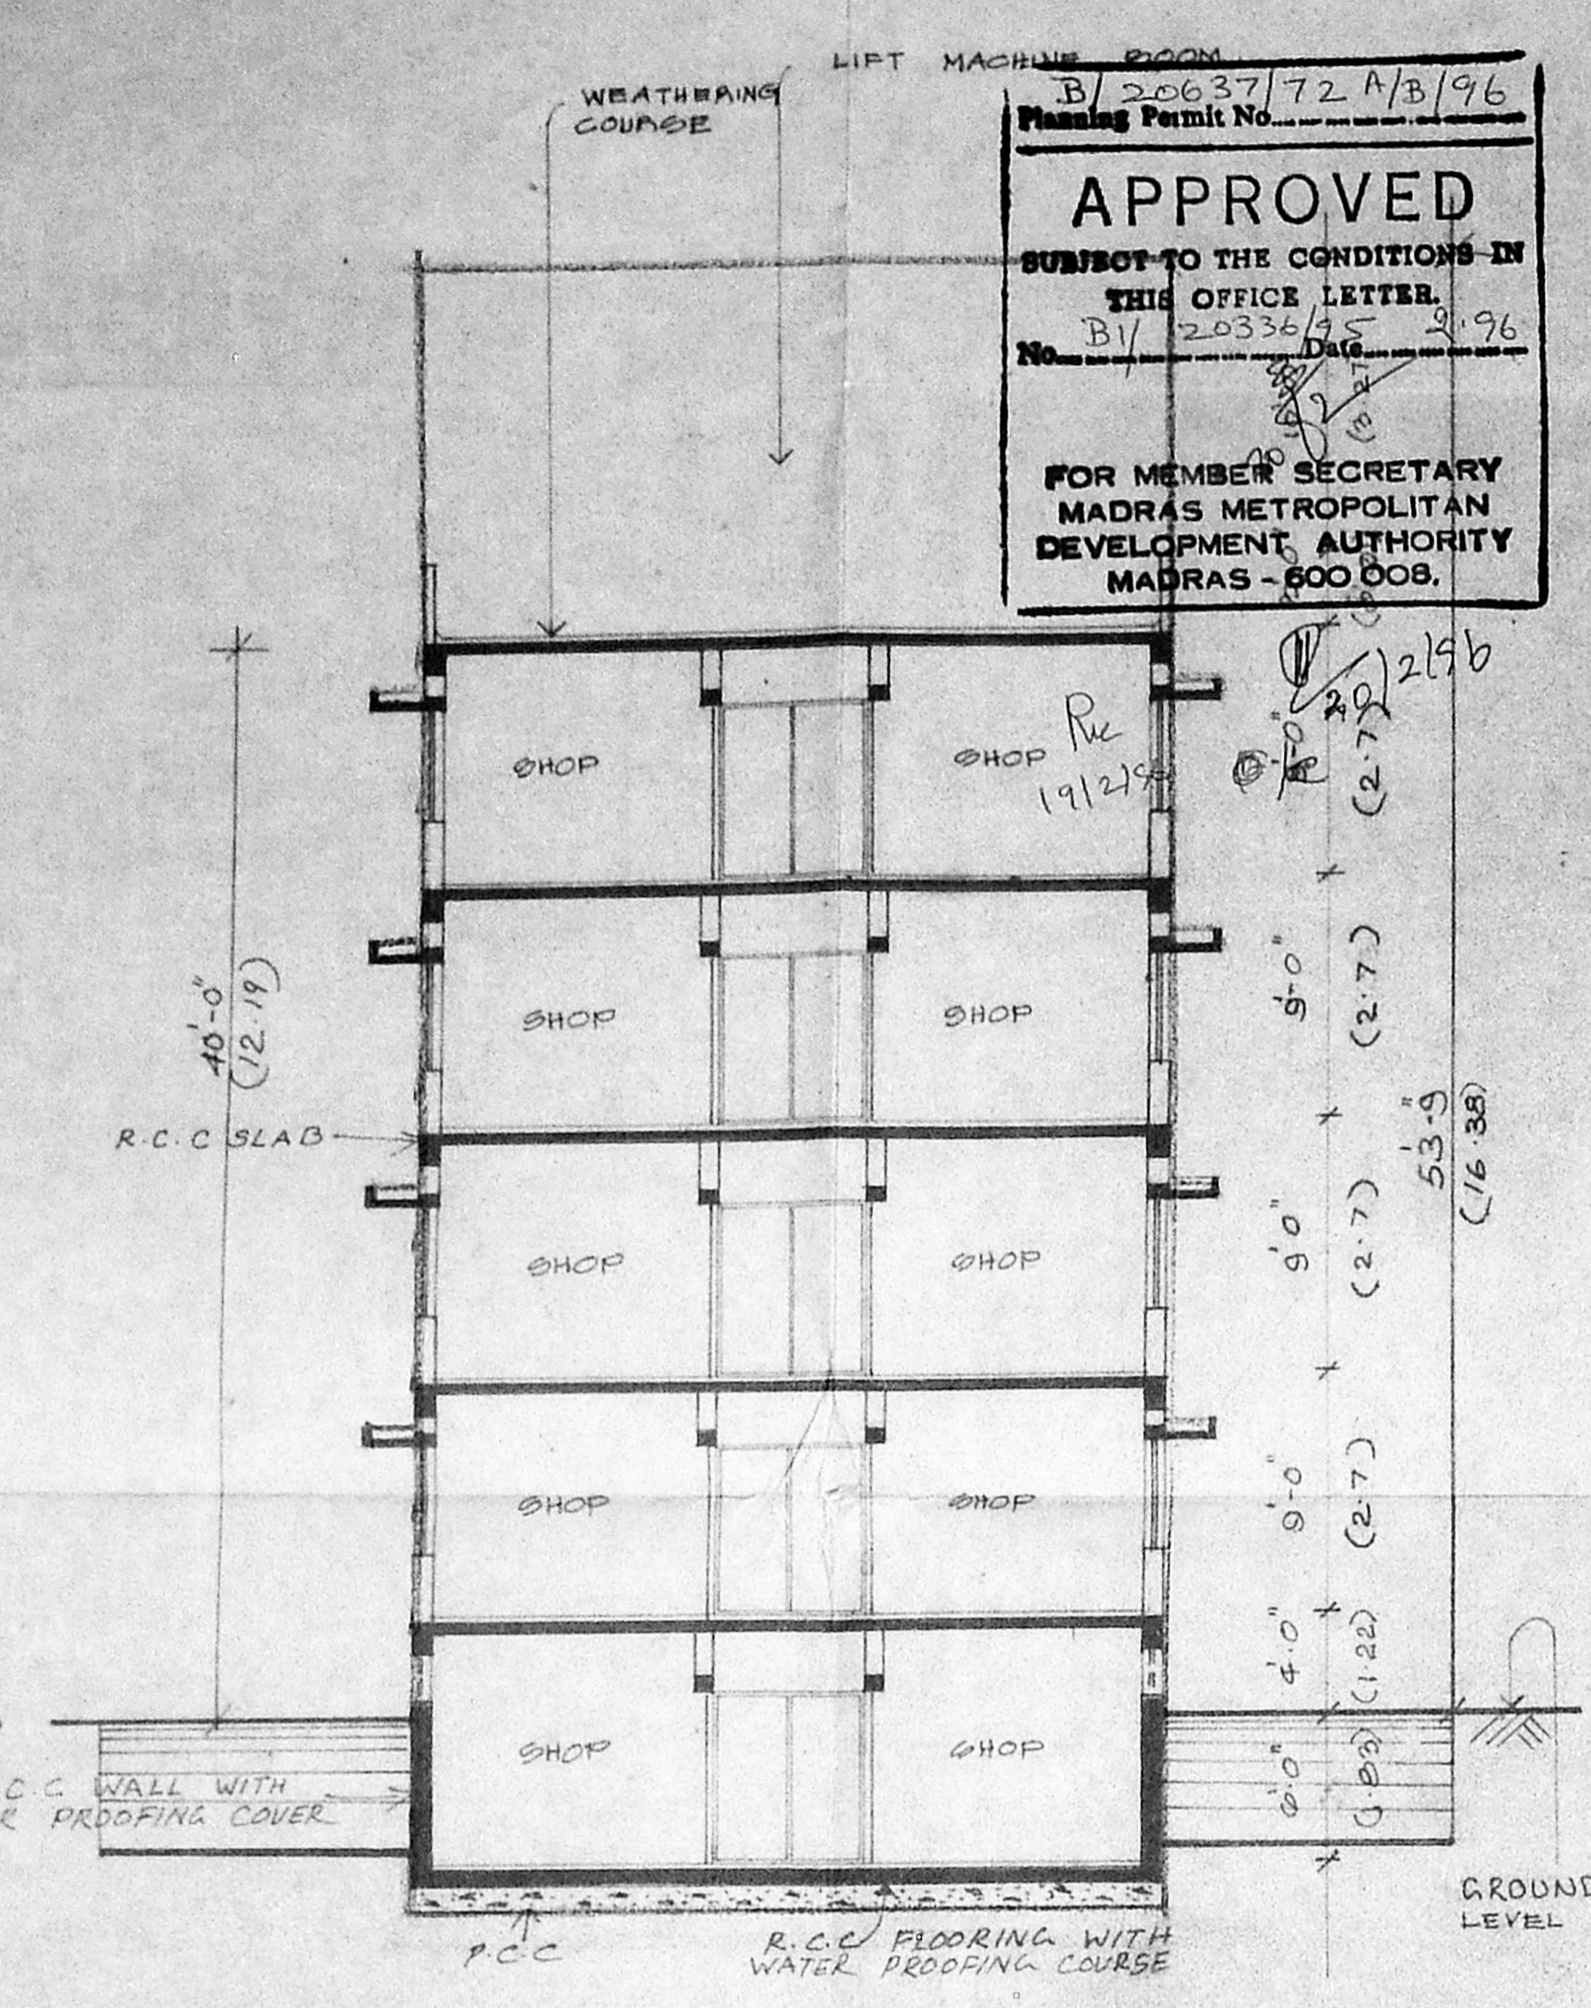 LIFT MACHINE ROOM
WEATHERING
COURSE
B/20637/72 A/B/96
Planning Permit No.
APPROVED
SUBJECT TO THE CONDITIONS IN
THIS OFFICE LETTER.
No. B1/ 20336/95 Date 2.96
FOR MEMBER SECRETARY
MADRAS METROPOLITAN
DEVELOPMENT AUTHORITY
MADRAS - 600 008.
20/2/96
SHOP
SHOP
19/2/
(2.7)
SHOP
SHOP
9'-0"
(2.7)
40'-0"
(12.19)
R.C.C SLAB
53'-9"
(16.38)
SHOP
SHOP
9'0"
(2.7)
SHOP
SHOP
9'-0"
(2.7)
4'.0"
(1.22)
SHOP
SHOP
6'.0"
(1.83)
C.C WALL WITH
R PROOFING COVER
GROUND
LEVEL
P.C.C
R.C.C FLOORING WITH
WATER PROOFING COURSE